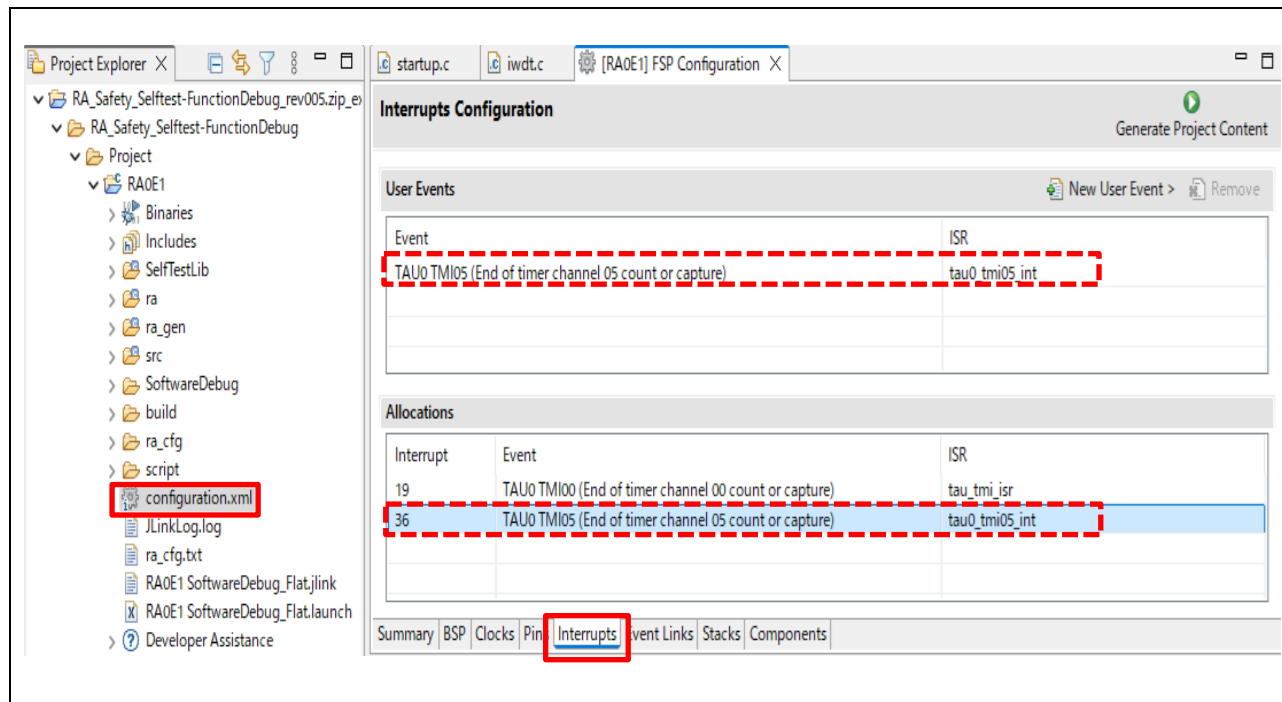 Project Explorer
RA_Safety_Selftest-FunctionDebug_rev005.zip_e
RA_Safety_Selftest-FunctionDebug
Project
RA0E1
Binaries
Includes
SelfTestLib
ra
ra_gen
src
SoftwareDebug
build
ra_cfg
script
configuration.xml
JLinkLog.log
ra_cfg.txt
RA0E1 SoftwareDebug_Flat.jlink
RA0E1 SoftwareDebug_Flat.launch
Developer Assistance
startup.c iwdt.c [RA0E1] FSP Configuration
Interrupts Configuration
Generate Project Content
User Events New User Event > Remove
Event ISR
TAU0 TMI05 (End of timer channel 05 count or capture) tau0_tmi05_int
Allocations
Interrupt Event ISR
19 TAU0 TMI00 (End of timer channel 00 count or capture) tau_tmi_isr
36 TAU0 TMI05 (End of timer channel 05 count or capture) tau0_tmi05_int
Summary BSP Clocks Pin Interrupts Event Links Stacks Components